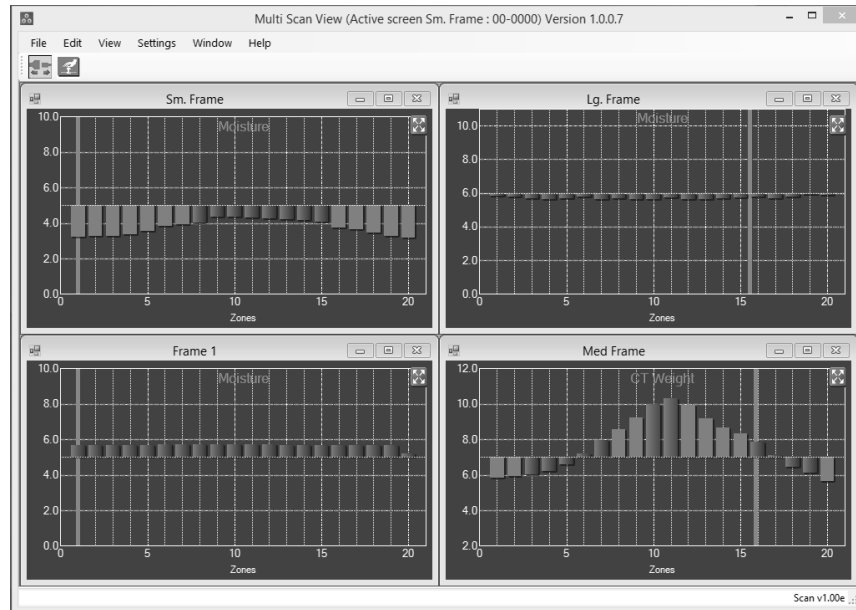 Multi Scan View (Active screen Sm. Frame : 00-0000) Version 1.0.0.7
File Edit View Settings Window Help
Sm. Frame
Moisture
10.0
8.0
6.0
4.0
2.0
0.0
0 5 10 15 20
Zones
Lg. Frame
Moisture
10.0
8.0
6.0
4.0
2.0
0.0
0 5 10 15 20
Zones
Frame 1
Moisture
10.0
8.0
6.0
4.0
2.0
0.0
0 5 10 15 20
Zones
Med Frame
CT Weight
12.0
10.0
8.0
6.0
4.0
2.0
0 5 10 15 20
Zones
Scan v1.00e